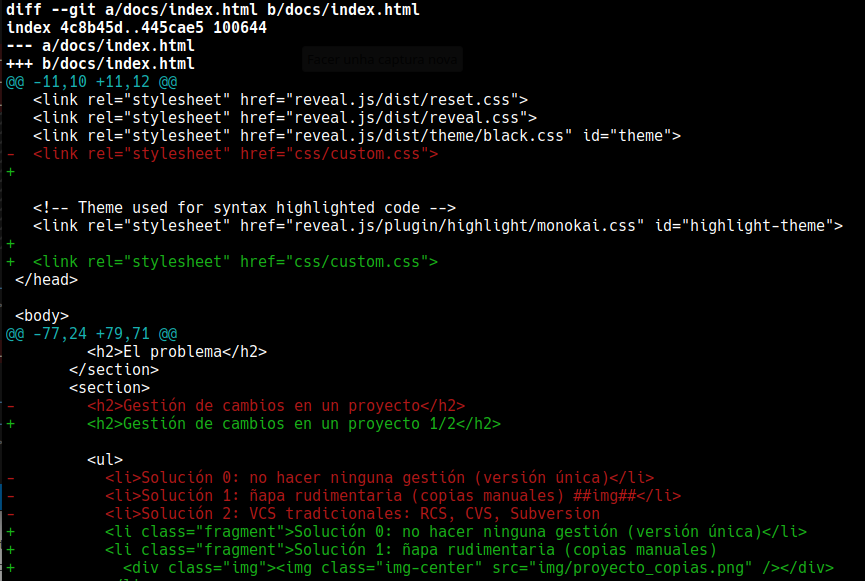 diff --git a/docs/index.html b/docs/index.html
index 4c8b45d..445cae5 100644
--- a/docs/index.html
+++ b/docs/index.html
Facer unha captura nova
@@ -11,10 +11,12 @@
   <link rel="stylesheet" href="reveal.js/dist/reset.css">
   <link rel="stylesheet" href="reveal.js/dist/reveal.css">
   <link rel="stylesheet" href="reveal.js/dist/theme/black.css" id="theme">
-  <link rel="stylesheet" href="css/custom.css">
+
   <!-- Theme used for syntax highlighted code -->
   <link rel="stylesheet" href="reveal.js/plugin/highlight/monokai.css" id="highlight-theme">
+
+  <link rel="stylesheet" href="css/custom.css">
 </head>
 <body>
@@ -77,24 +79,71 @@
         <h2>El problema</h2>
       </section>
       <section>
-        <h2>Gestión de cambios en un proyecto</h2>
+        <h2>Gestión de cambios en un proyecto 1/2</h2>
         <ul>
-          <li>Solución 0: no hacer ninguna gestión (versión única)</li>
-          <li>Solución 1: ñapa rudimentaria (copias manuales) ##img##</li>
-          <li>Solución 2: VCS tradicionales: RCS, CVS, Subversion
+          <li class="fragment">Solución 0: no hacer ninguna gestión (versión única)</li>
+          <li class="fragment">Solución 1: ñapa rudimentaria (copias manuales)
+            <div class="img"><img class="img-center" src="img/proyecto_copias.png" /></div>